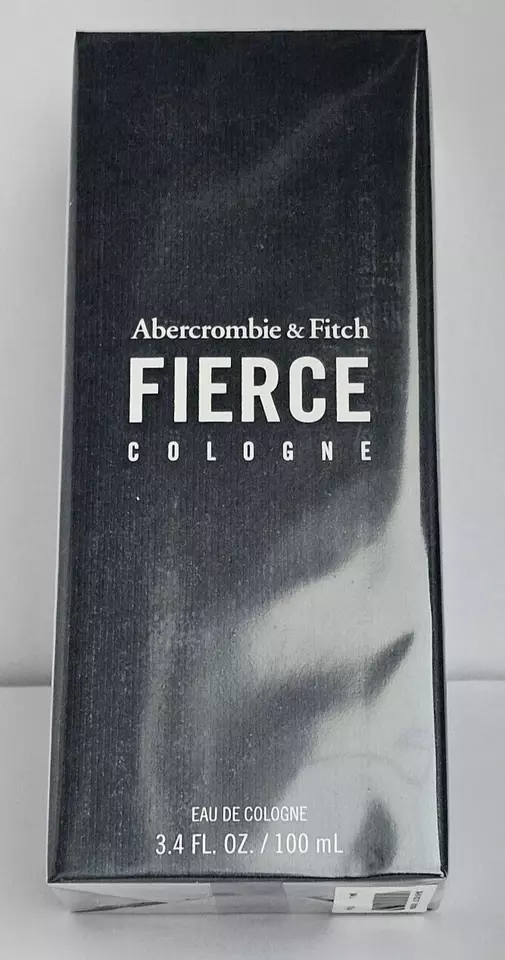 Abercrombie & Fitch
FIERCE
COLOGNE
EAU DE COLOGNE
3.4 FL. OZ. / 100 mL